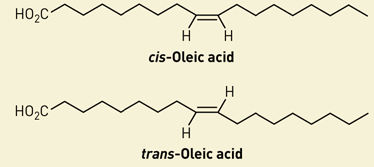 HO₂C
H H
cis-Oleic acid
H
HO₂C
H
trans-Oleic acid